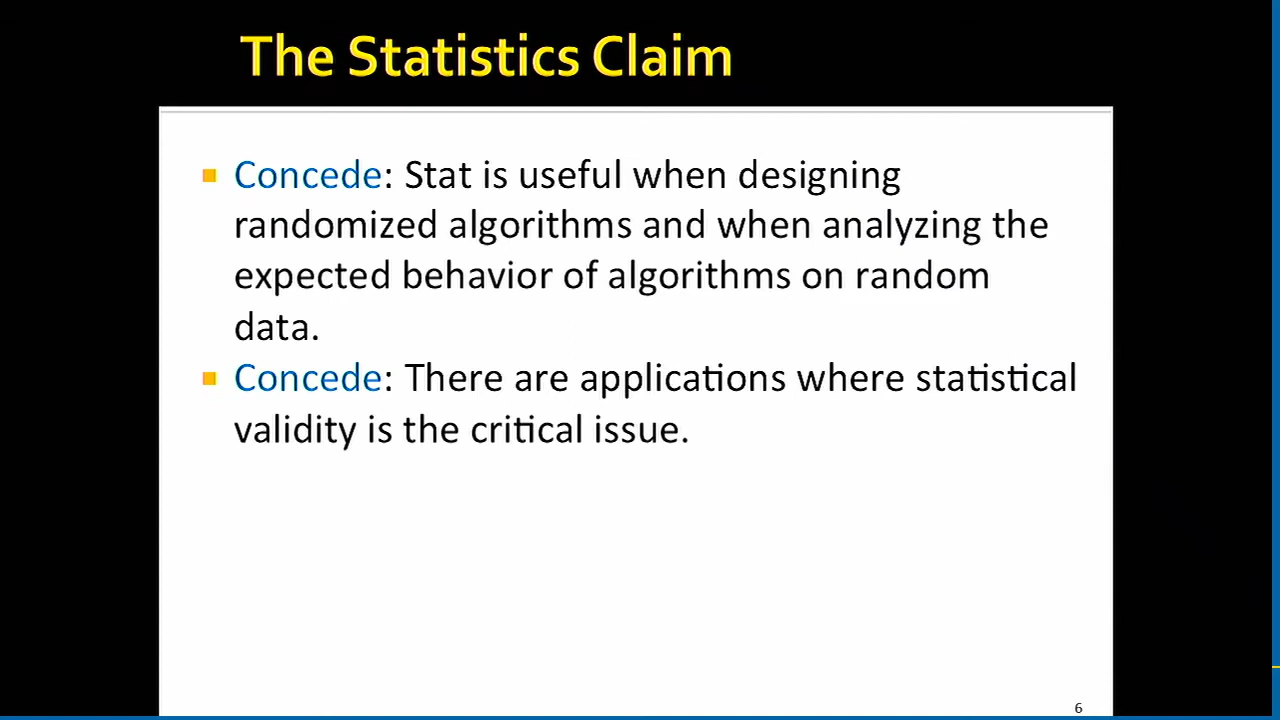 The Statistics Claim
Concede: Stat is useful when designing
randomized algorithms and when analyzing the
expected behavior of algorithms on random
data.
Concede: There are applications where statistical
validity is the critical issue.
6